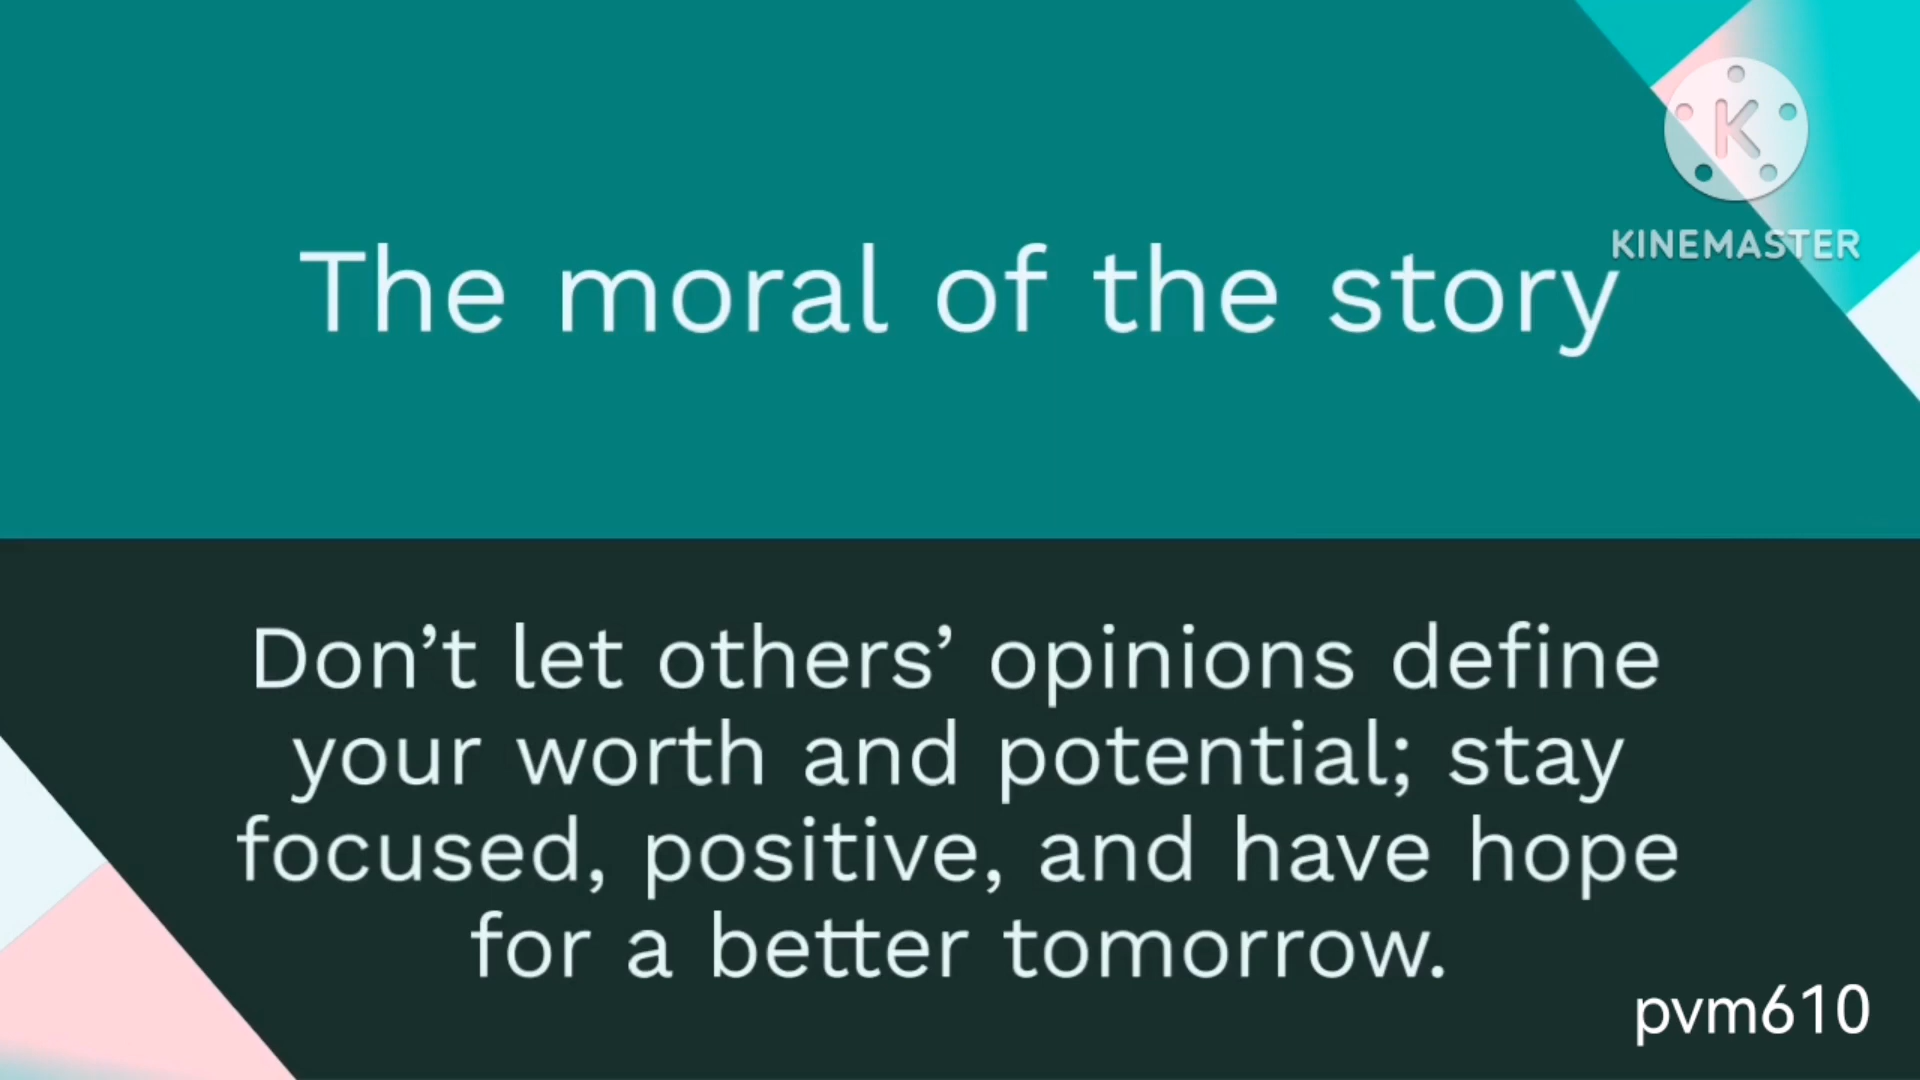 K
KINEMASTER
The moral of the story
Don’t let others’ opinions define
your worth and potential; stay
focused, positive, and have hope
for a better tomorrow.
pvm610